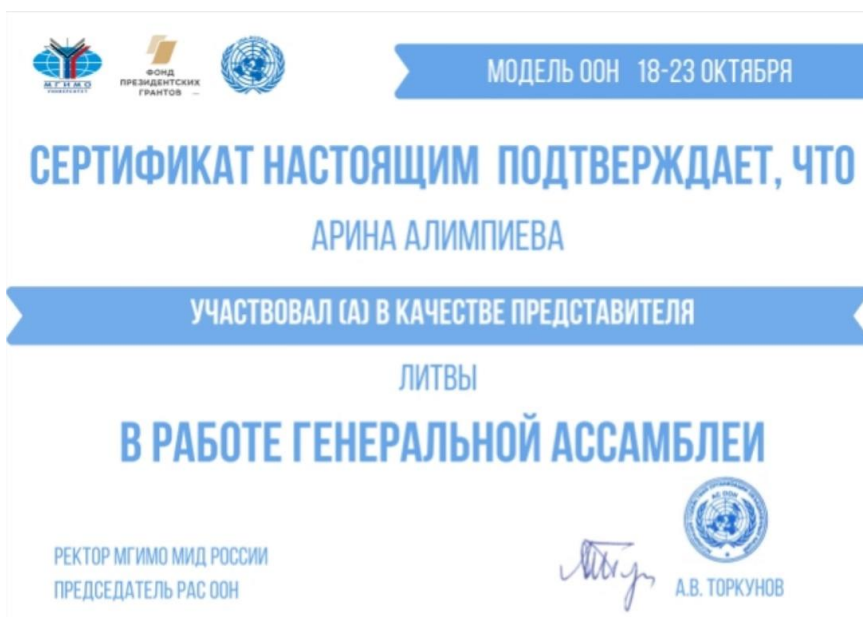 МГИМО
УНИВЕРСИТЕТ
ФОНД
ПРЕЗИДЕНТСКИХ
ГРАНТОВ
МОДЕЛЬ ООН 18-23 ОКТЯБРЯ
СЕРТИФИКАТ НАСТОЯЩИМ ПОДТВЕРЖДАЕТ, ЧТО
АРИНА АЛИМПИЕВА
УЧАСТВОВАЛ (А) В КАЧЕСТВЕ ПРЕДСТАВИТЕЛЯ
ЛИТВЫ
В РАБОТЕ ГЕНЕРАЛЬНОЙ АССАМБЛЕИ
РЕКТОР МГИМО МИД РОССИИ
ПРЕДСЕДАТЕЛЬ РАС ООН
А.В. ТОРКУНОВ